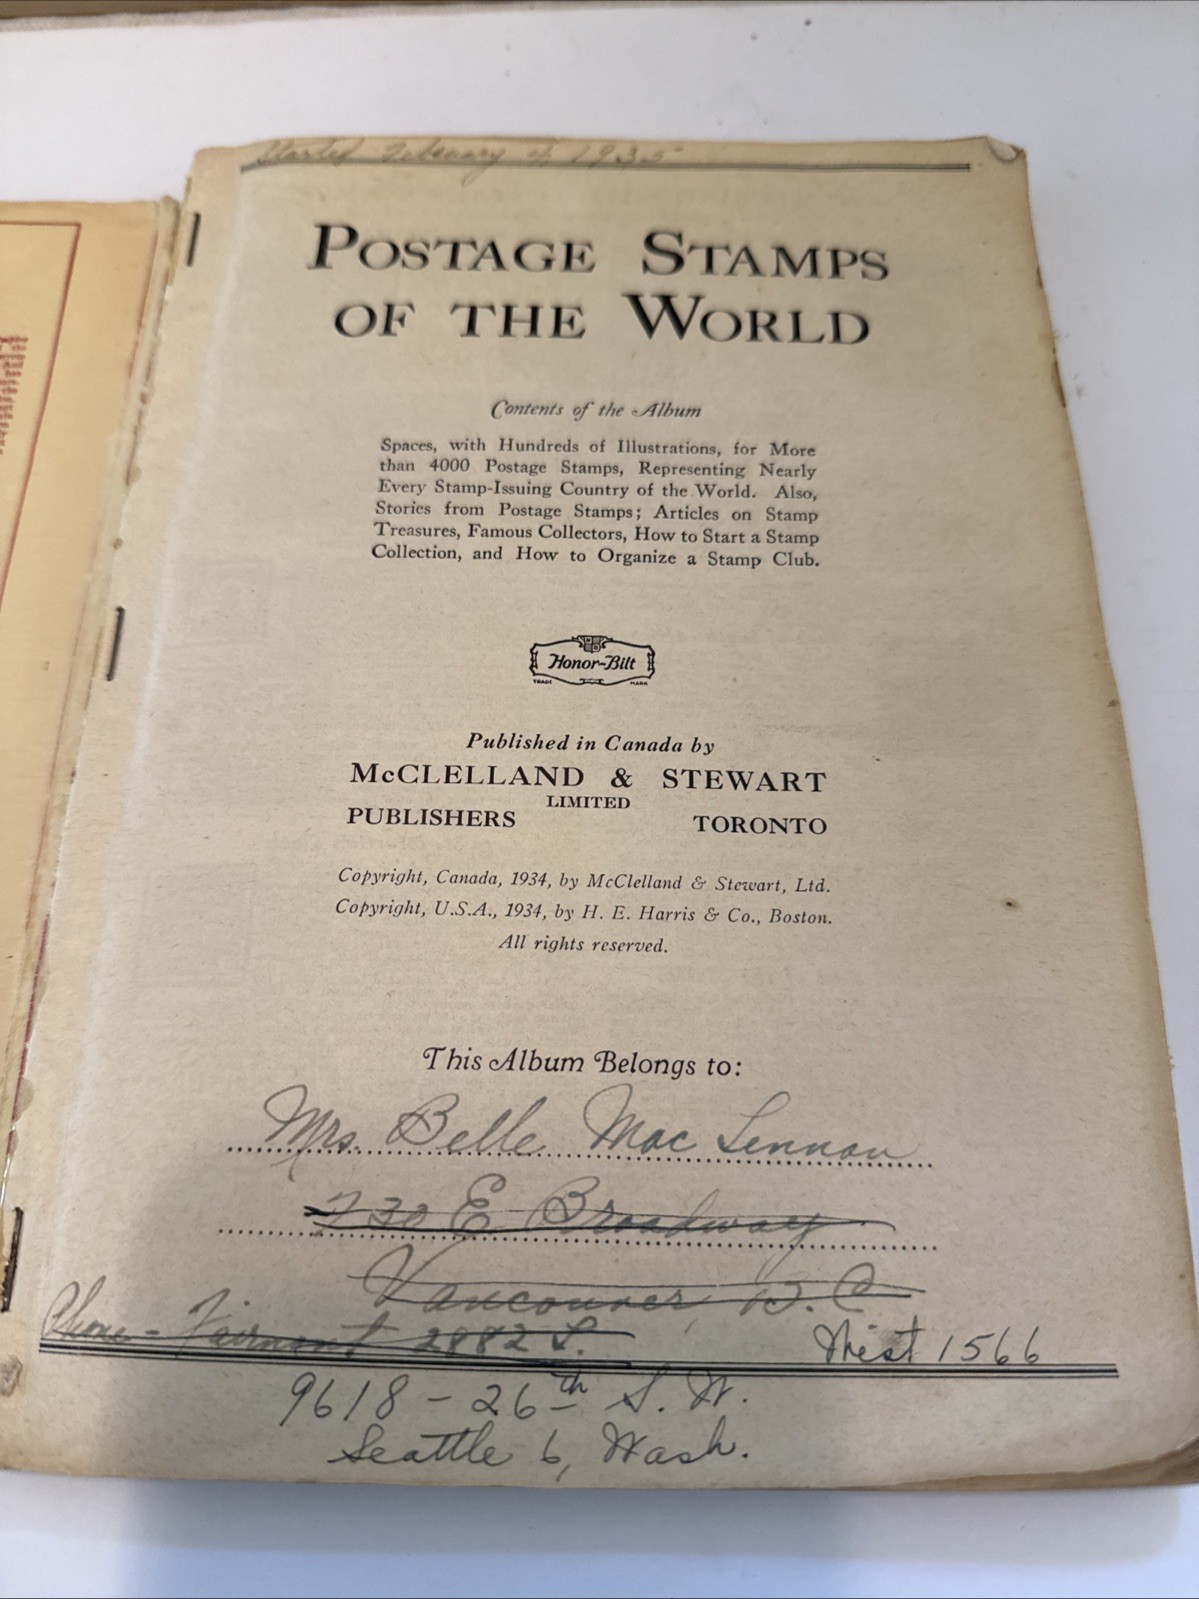 Started February 4, 1935
POSTAGE STAMPS
OF THE WORLD
Contents of the Album
Spaces, with Hundreds of Illustrations, for More
than 4000 Postage Stamps, Representing Nearly
Every Stamp-Issuing Country of the World. Also,
Stories from Postage Stamps; Articles on Stamp
Treasures, Famous Collectors, How to Start a Stamp
Collection, and How to Organize a Stamp Club.
Honor-Bilt
TRADE MARK
Published in Canada by
McCLELLAND & STEWART
LIMITED
PUBLISHERS TORONTO
Copyright, Canada, 1934, by McClelland & Stewart, Ltd.
Copyright, U.S.A., 1934, by H. E. Harris & Co., Boston.
All rights reserved.
This Album Belongs to:
Mrs. Belle Mac Lennan
730 E Broadway
Vancouver, B.C.
Phone - Fairmont 2882 L. West 1566
9618 - 26th S. W.
Seattle 6, Wash.